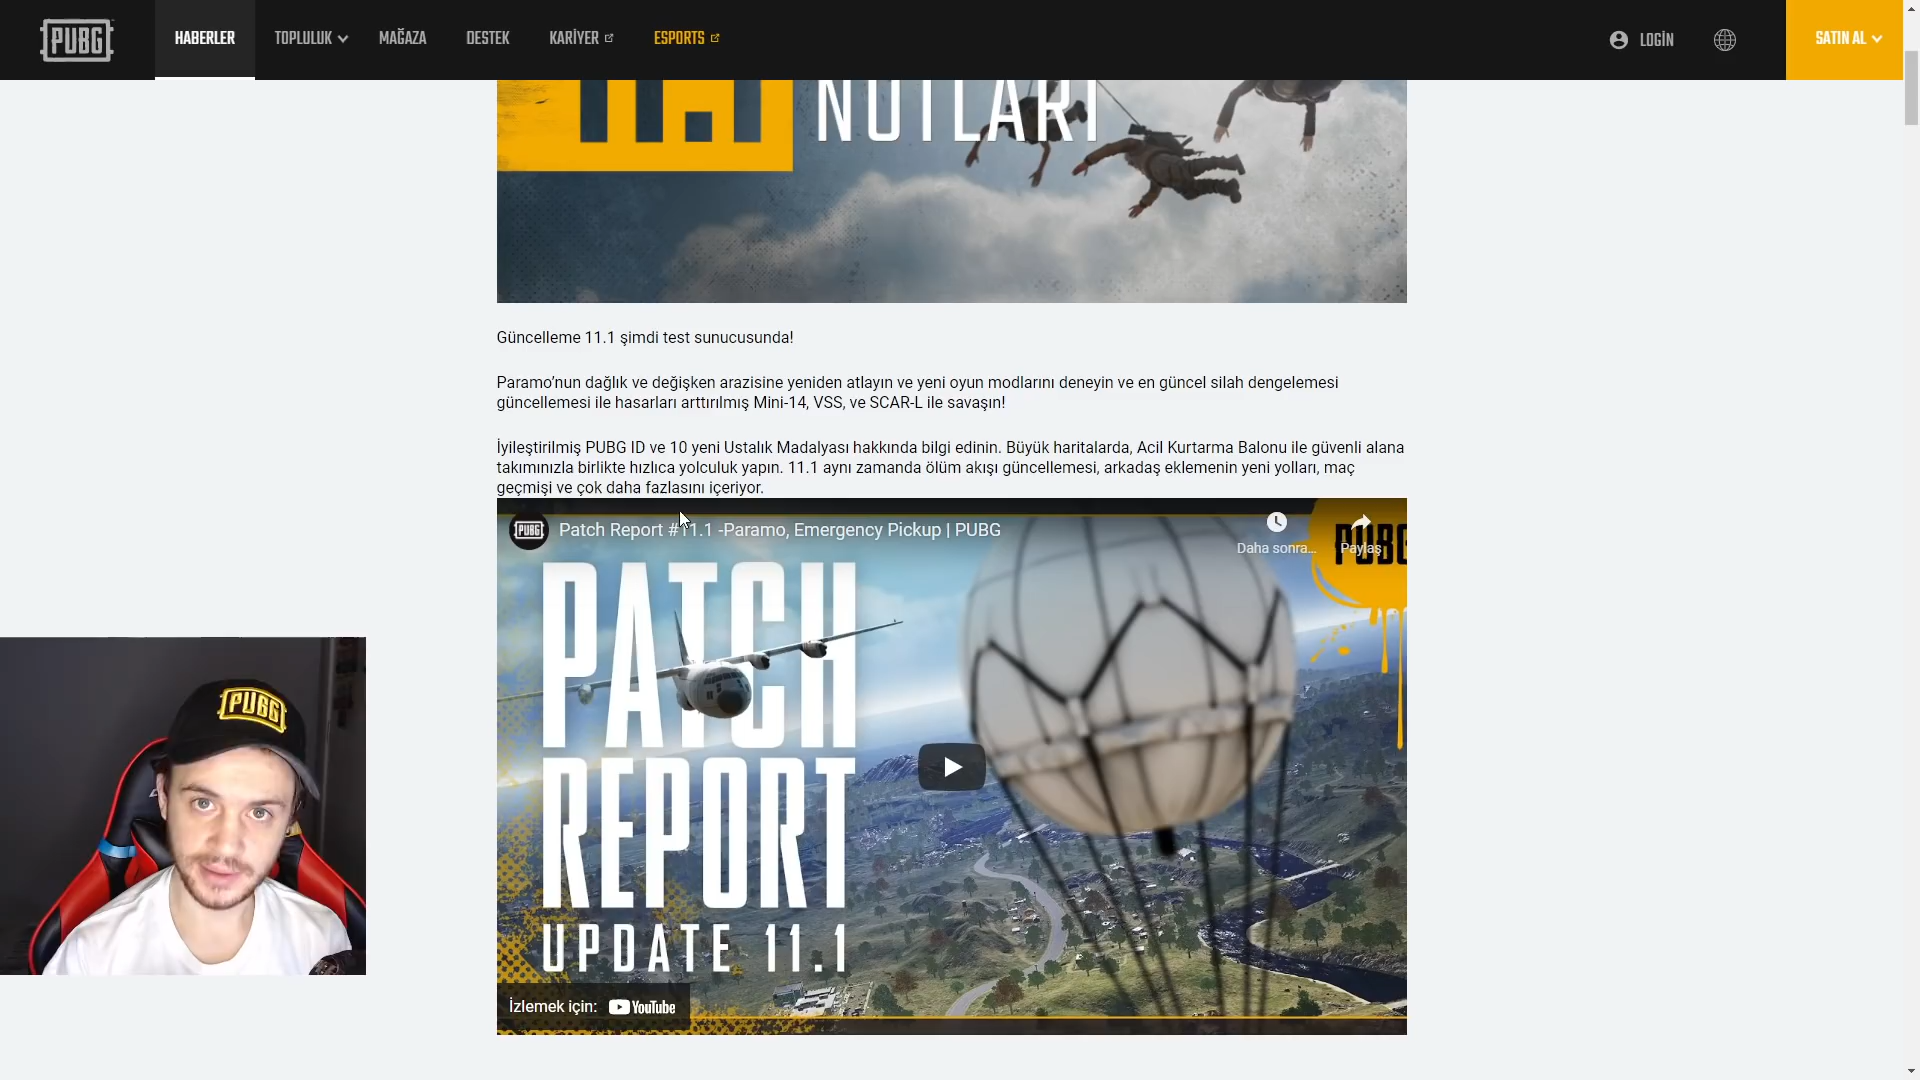 PUBG
HABERLER
TOPLULUK
MAĞAZA
DESTEK
KARİYER
ESPORTS
LOGİN
SATIN AL
11.1
NOTLARI
Güncelleme 11.1 şimdi test sunucusunda!
Paramo’nun dağlık ve değişken arazisine yeniden atlayın ve yeni oyun modlarını deneyin ve en güncel silah dengelemesi
güncellemesi ile hasarları arttırılmış Mini-14, VSS, ve SCAR-L ile savaşın!
İyileştirilmiş PUBG ID ve 10 yeni Ustalık Madalyası hakkında bilgi edinin. Büyük haritalarda, Acil Kurtarma Balonu ile güvenli alana
takımınızla birlikte hızlıca yolculuk yapın. 11.1 aynı zamanda ölüm akışı güncellemesi, arkadaş eklemenin yeni yolları, maç
geçmişi ve çok daha fazlasını içeriyor.
PUBG
Patch Report #11.1 -Paramo, Emergency Pickup | PUBG
Daha sonra...
Paylaş
PUBG
PATCH
REPORT
UPDATE 11.1
İzlemek için:
YouTube
PUBG